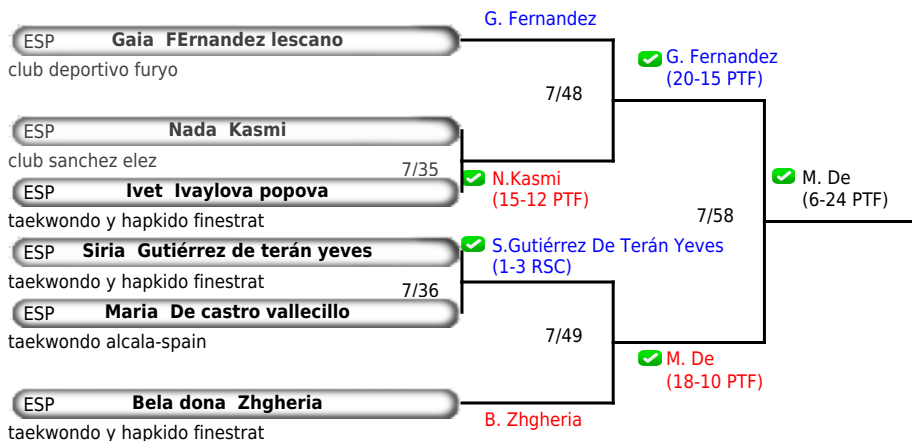 G. Fernandez
ESP Gaia FErnandez lescano
club deportivo furyo
G. Fernandez
(20-15 PTF)
7/48
ESP Nada Kasmi
club sanchez elez
7/35
N.Kasmi
(15-12 PTF)
ESP Ivet Ivaylova popova
taekwondo y hapkido finestrat
M. De
(6-24 PTF)
7/58
ESP Siria Gutiérrez de terán yeves
taekwondo y hapkido finestrat
S.Gutiérrez De Terán Yeves
(1-3 RSC)
7/36
ESP Maria De castro vallecillo
taekwondo alcala-spain
7/49
M. De
(18-10 PTF)
ESP Bela dona Zhgheria
taekwondo y hapkido finestrat
B. Zhgheria